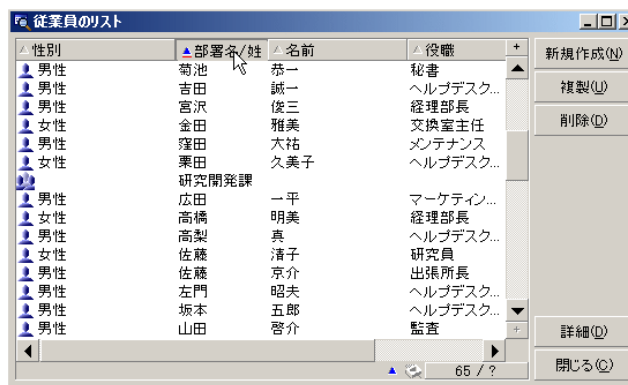 従業員のリスト
性別 部署名/姓 名前 役職 + 新規作成(N)
男性 菊池 恭一 秘書
男性 吉田 誠一 ヘルプデスク... 複製(U)
男性 宮沢 俊三 経理部長
女性 金田 雅美 交換室主任 削除(D)
男性 窪田 大祐 メンテナンス
女性 栗田 久美子 ヘルプデスク...
研究開発課
男性 広田 一平 マーケティン...
女性 高橋 明美 経理部長
男性 高梨 真 ヘルプデスク...
女性 佐藤 清子 研究員
男性 佐藤 京介 出張所長
男性 左門 昭夫 ヘルプデスク...
男性 坂本 五郎 ヘルプデスク...
男性 山田 啓介 監査 + 詳細(D)
65 / ? 閉じる(C)